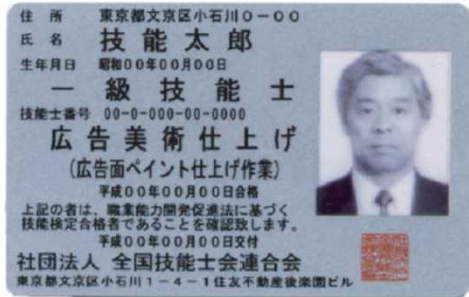 住所 東京都文京区小石川0-00
氏名 技能太郎
生年月日 昭和00年00月00日
一級技能士
技能士番号 00-0-000-00-0000
広告美術仕上げ
(広告面ペイント仕上げ作業)
平成00年00月00日合格
上記の者は、職業能力開発促進法に基づく
技能検定合格者であることを確認致します。
平成00年00月00日交付
社団法人 全国技能士会連合会
東京都文京区小石川1-4-1住友不動産後楽園ビル